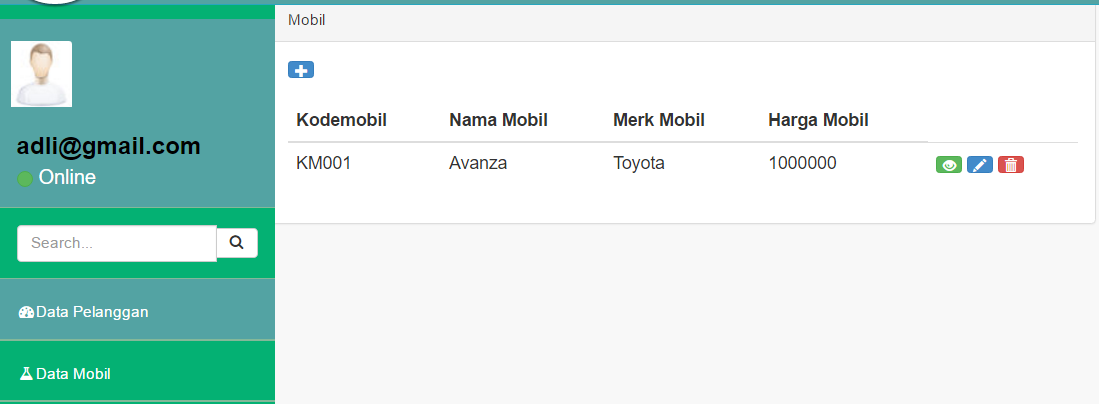 Mobil
adli@gmail.com
Online
Search...
Data Pelanggan
Data Mobil
Kodemobil Nama Mobil Merk Mobil Harga Mobil
KM001 Avanza Toyota 1000000